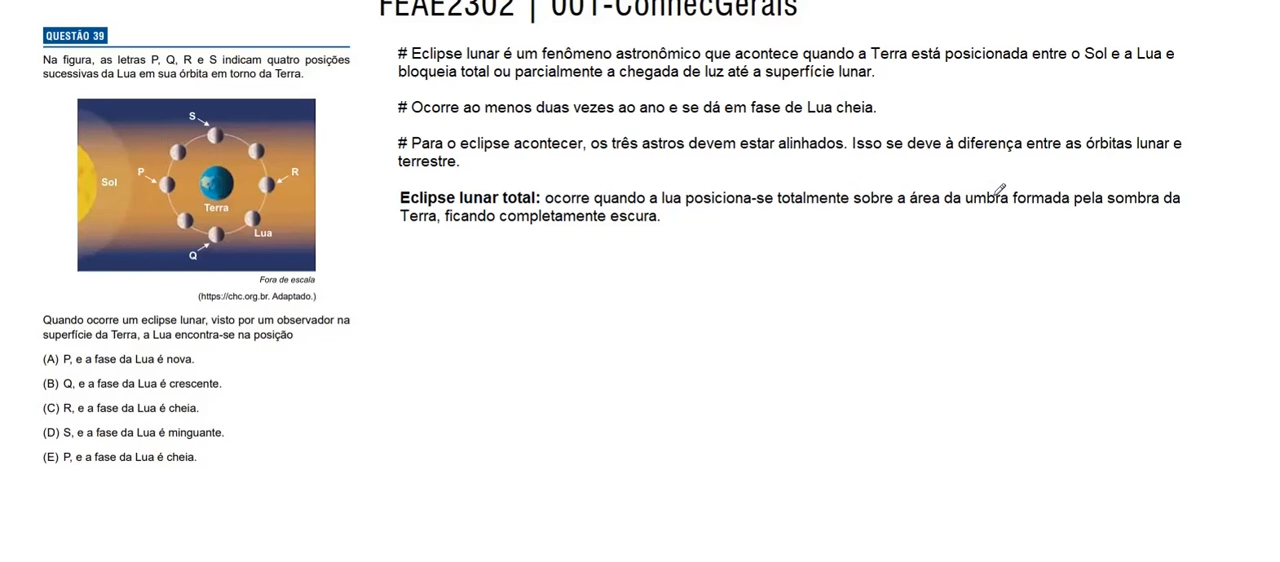 FEAE2302 | 001-ConhecGerais
QUESTÃO 39
Na figura, as letras P, Q, R e S indicam quatro posições
sucessivas da Lua em sua órbita em torno da Terra.
S
P
R
Sol
Terra
Lua
Q
Fora de escala
(https://chc.org.br. Adaptado.)
Quando ocorre um eclipse lunar, visto por um observador na
superfície da Terra, a Lua encontra-se na posição
(A) P, e a fase da Lua é nova.
(B) Q, e a fase da Lua é crescente.
(C) R, e a fase da Lua é cheia.
(D) S, e a fase da Lua é minguante.
(E) P, e a fase da Lua é cheia.
# Eclipse lunar é um fenômeno astronômico que acontece quando a Terra está posicionada entre o Sol e a Lua e
bloqueia total ou parcialmente a chegada de luz até a superfície lunar.
# Ocorre ao menos duas vezes ao ano e se dá em fase de Lua cheia.
# Para o eclipse acontecer, os três astros devem estar alinhados. Isso se deve à diferença entre as órbitas lunar e
terrestre.
Eclipse lunar total: ocorre quando a lua posiciona-se totalmente sobre a área da umbra formada pela sombra da
Terra, ficando completamente escura.